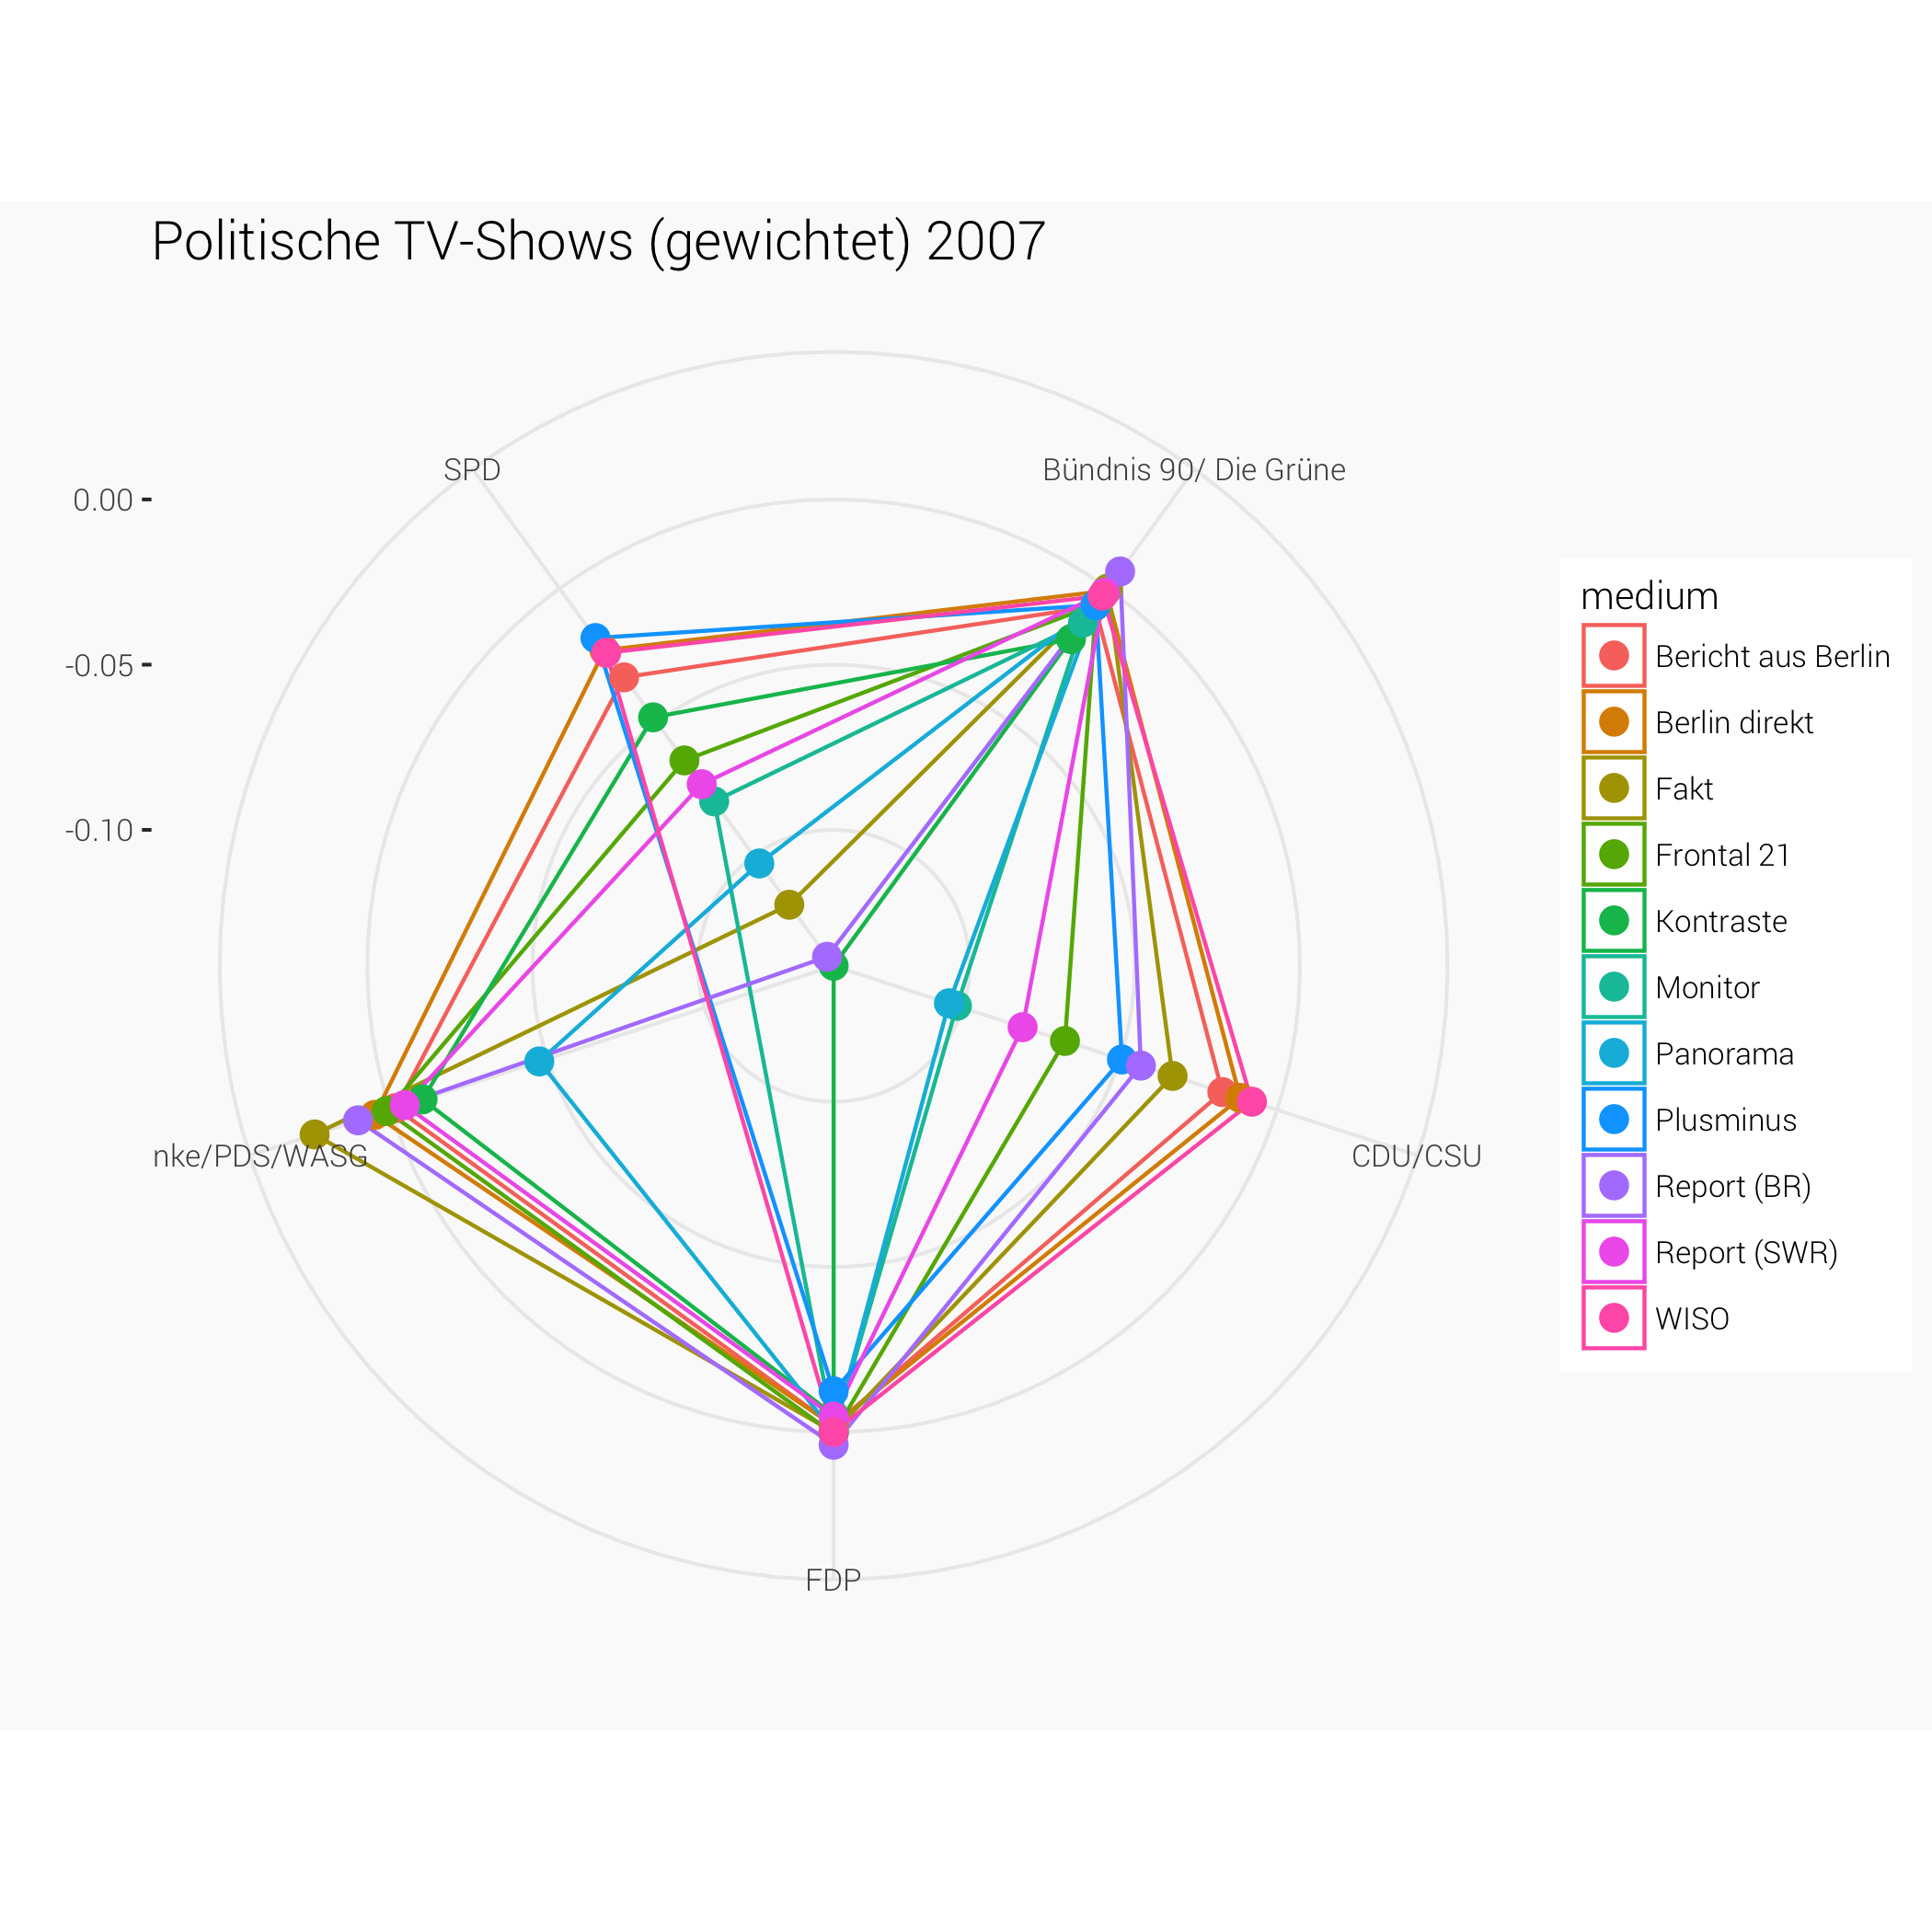 Politische TV-Shows (gewichtet) 2007
SPD
Bündnis 90/ Die Grüne
0.00
-0.05
-0.10
nke/PDS/WASG
CDU/CSU
FDP
medium
Bericht aus Berlin
Berlin direkt
Fakt
Frontal 21
Kontraste
Monitor
Panorama
Plusminus
Report (BR)
Report (SWR)
WISO